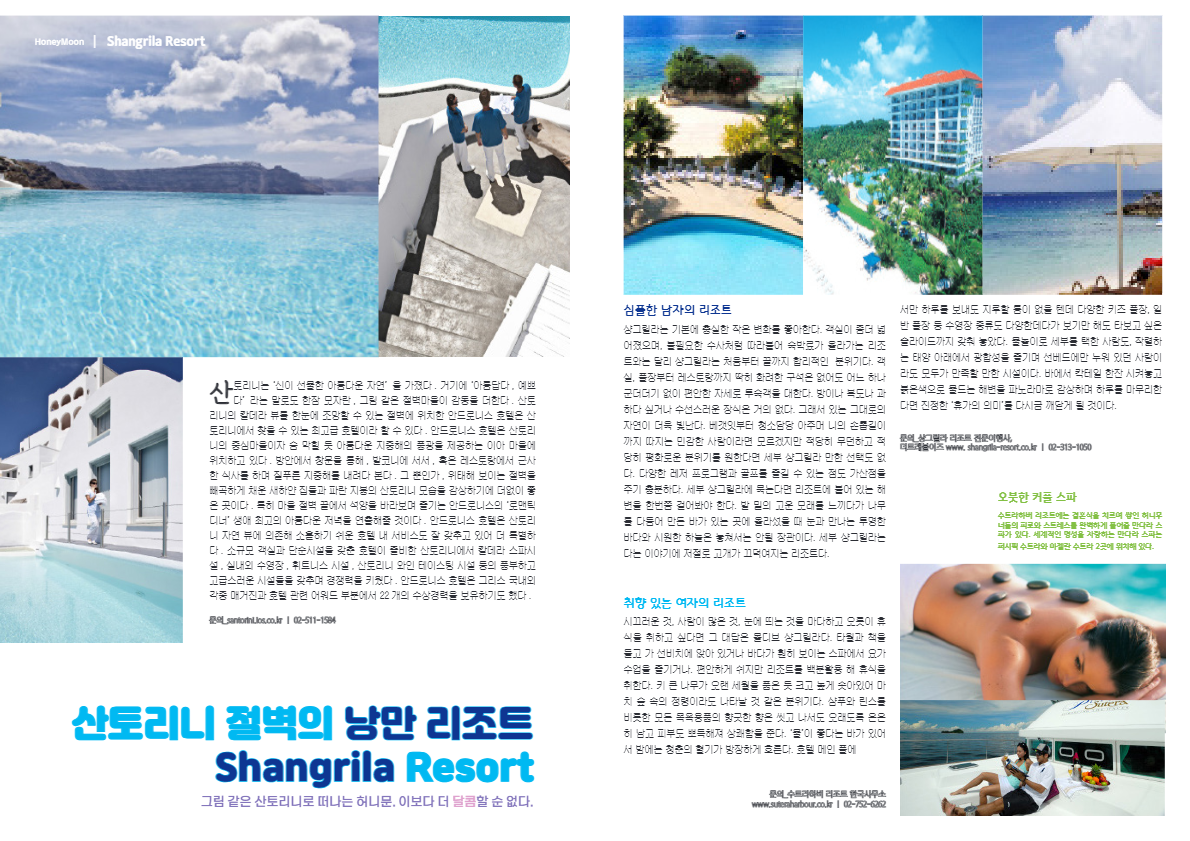 HoneyMoon | Shangrila Resort
산토리니는 '신이 선물한 아름다운 자연' 을 가졌다 . 거기에 '아름답다 , 예쁘
다' 라는 말로도 한참 모자란 , 그림 같은 절벽마을이 감동을 더한다 . 산토
리니의 칼데라 뷰를 한눈에 조망할 수 있는 절벽에 위치한 안드로니스 호텔은 산
토리니에서 찾을 수 있는 최고급 호텔이라 할 수 있다 . 안드로니스 호텔은 산토리
니의 중심마을이자 숨 막힐 듯 아름다운 지중해의 풍광을 제공하는 이아 마을에
위치하고 있다 . 방안에서 창문을 통해 , 발코니에 서서 , 혹은 레스토랑에서 근사
한 식사를 하며 짙푸른 지중해를 내려다 본다 . 그 뿐인가 , 위태해 보이는 절벽을
빼곡하게 채운 새하얀 집들과 파란 지붕의 산토리니 모습을 감상하기에 더없이 좋
은 곳이다 . 특히 마을 절벽 끝에서 석양을 바라보며 즐기는 안드로니스의 '로맨틱
디너' 생애 최고의 아름다운 저녁을 연출해줄 것이다 . 안드로니스 호텔은 산토리
니 자연 뷰에 의존해 소홀하기 쉬운 호텔 내 서비스도 잘 갖추고 있어 더 특별하
다 . 소규모 객실과 단순시설을 갖춘 호텔이 즐비한 산토리니에서 칼데라 스파시
설 , 실내외 수영장 , 휘트니스 시설 , 산토리니 와인 테이스팅 시설 등의 풍부하고
고급스러운 시설들을 갖추며 경쟁력을 키웠다 . 안드로니스 호텔은 그리스 국내외
각종 매거진과 호텔 관련 어워드 부분에서 22 개의 수상경력을 보유하기도 했다 .
문의_santorini.ios.co.kr | 02-511-1584
산토리니 절벽의 낭만 리조트
Shangrila Resort
그림 같은 산토리니로 떠나는 허니문. 이보다 더 달콤할 순 없다.
심플한 남자의 리조트
샹그릴라는 기본에 충실한 작은 변화를 좋아한다. 객실이 좀더 넓
어졌으며, 불필요한 수사처럼 따라붙어 숙박료가 올라가는 리조
트와는 달리 샹그릴라는 처음부터 끝까지 합리적인 분위기다. 객
실, 풀장부터 레스토랑까지 딱히 화려한 구석은 없어도 어느 하나
군더더기 없이 편안한 자세로 투숙객을 대한다. 방이나 복도나 과
하다 싶거나 수선스러운 장식은 거의 없다. 그래서 있는 그대로의
자연이 더욱 빛난다. 베갯잇부터 청소담당 아주머 니의 손톱길이
까지 따지는 민감한 사람이라면 모르겠지만 적당히 무던하고 적
당히 평화로운 분위기를 원한다면 세부 샹그릴라 만한 선택도 없
다. 다양한 레저 프로그램과 골프를 즐길 수 있는 점도 가산점을
주기 충분하다. 세부 샹그릴라에 묵는다면 리조트에 붙어 있는 해
변을 한번쯤 걸어봐야 한다. 발 밑의 고운 모래를 느끼다가 나무
를 다듬어 만든 바가 있는 곳에 올라섰을 때 눈과 만나는 투명한
바다와 시원한 하늘은 놓쳐서는 안될 장관이다. 세부 샹그릴라는
다는 이야기에 저절로 고개가 끄덕여지는 리조트다.
취향 있는 여자의 리조트
시끄러운 것, 사람이 많은 것, 눈에 띄는 것을 마다하고 오롯이 휴
식을 취하고 싶다면 그 대답은 몰디브 샹그릴라다. 타월과 책을
들고 가 선비치에 앉아 있거나 바다가 훤히 보이는 스파에서 요가
수업을 즐기거나. 편안하게 쉬지만 리조트를 백분활용 해 휴식을
취한다. 키 큰 나무가 오랜 세월을 품은 듯 크고 높게 솟아있어 마
치 숲 속의 정령이라도 나타날 것 같은 분위기다. 샴푸와 린스를
비롯한 모든 목욕용품의 향긋한 향은 씻고 나서도 오래도록 은은
히 남고 피부도 뽀득해져 상쾌함을 준다. '물'이 좋다는 바가 있어
서 밤에는 청춘의 혈기가 방장하게 흐른다. 호텔 메인 풀에
문의_수트라하버 리조트 한국사무소
www.suteraharbour.co.kr | 02-752-6262
서만 하루를 보내도 지루할 틈이 없을 텐데 다양한 키즈 풀장, 일
반 풀장 등 수영장 종류도 다양한데다가 보기만 해도 타보고 싶은
슬라이드까지 갖춰 놓았다. 물놀이로 세부를 택한 사람도, 작렬하
는 태양 아래에서 광합성을 즐기며 선베드에만 누워 있던 사람이
라도 모두가 만족할 만한 시설이다. 바에서 칵테일 한잔 시켜놓고
붉은색으로 물드는 해변을 파노라마로 감상하며 하루를 마무리한
다면 진정한 '휴가의 의미'를 다시금 깨닫게 될 것이다.
문의_샹그릴라 리조트 전문여행사,
더트래블이즈 www. shangrila-resort.co.kr | 02-313-1050
오붓한 커플 스파
수트라하버 리조트에는 결혼식을 치르며 쌓인 허니무
너들의 피로와 스트레스를 완벽하게 풀어줄 만다라 스
파가 있다. 세계적인 명성을 자랑하는 만다라 스파는
퍼시픽 수트라와 마젤란 수트라 2곳에 위치해 있다.
Sutera